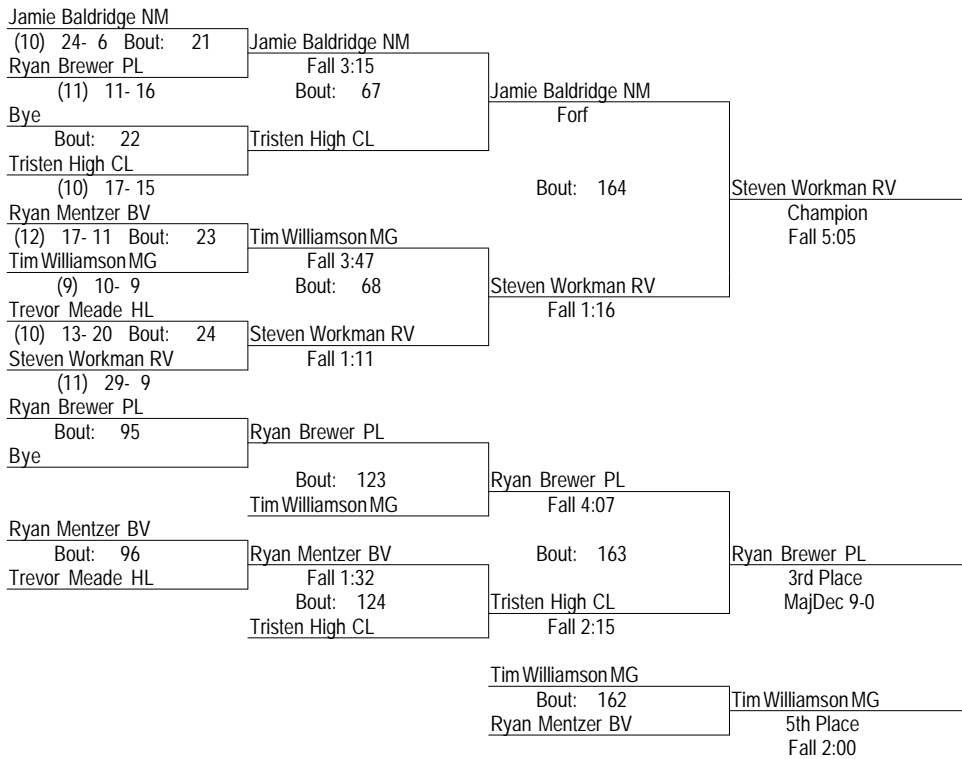 Jamie Baldridge NM
(10) 24- 6 Bout: 21
Jamie Baldridge NM
Ryan Brewer PL
Fall 3:15
(11) 11- 16
Bout: 67
Jamie Baldridge NM
Bye
Forf
Bout: 22
Tristen High CL
Tristen High CL
(10) 17- 15
Bout: 164
Steven Workman RV
Ryan Mentzer BV
Champion
(12) 17- 11 Bout: 23
Tim Williamson MG
Fall 5:05
Tim Williamson MG
Fall 3:47
(9) 10- 9
Bout: 68
Steven Workman RV
Trevor Meade HL
Fall 1:16
(10) 13- 20 Bout: 24
Steven Workman RV
Steven Workman RV
Fall 1:11
(11) 29- 9
Ryan Brewer PL
Bout: 95
Ryan Brewer PL
Bye
Bout: 123
Ryan Brewer PL
Tim Williamson MG
Fall 4:07
Ryan Mentzer BV
Bout: 96
Ryan Mentzer BV
Bout: 163
Ryan Brewer PL
Trevor Meade HL
Fall 1:32
3rd Place
Bout: 124
Tristen High CL
MajDec 9-0
Tristen High CL
Fall 2:15
Tim Williamson MG
Bout: 162
Tim Williamson MG
Ryan Mentzer BV
5th Place
Fall 2:00